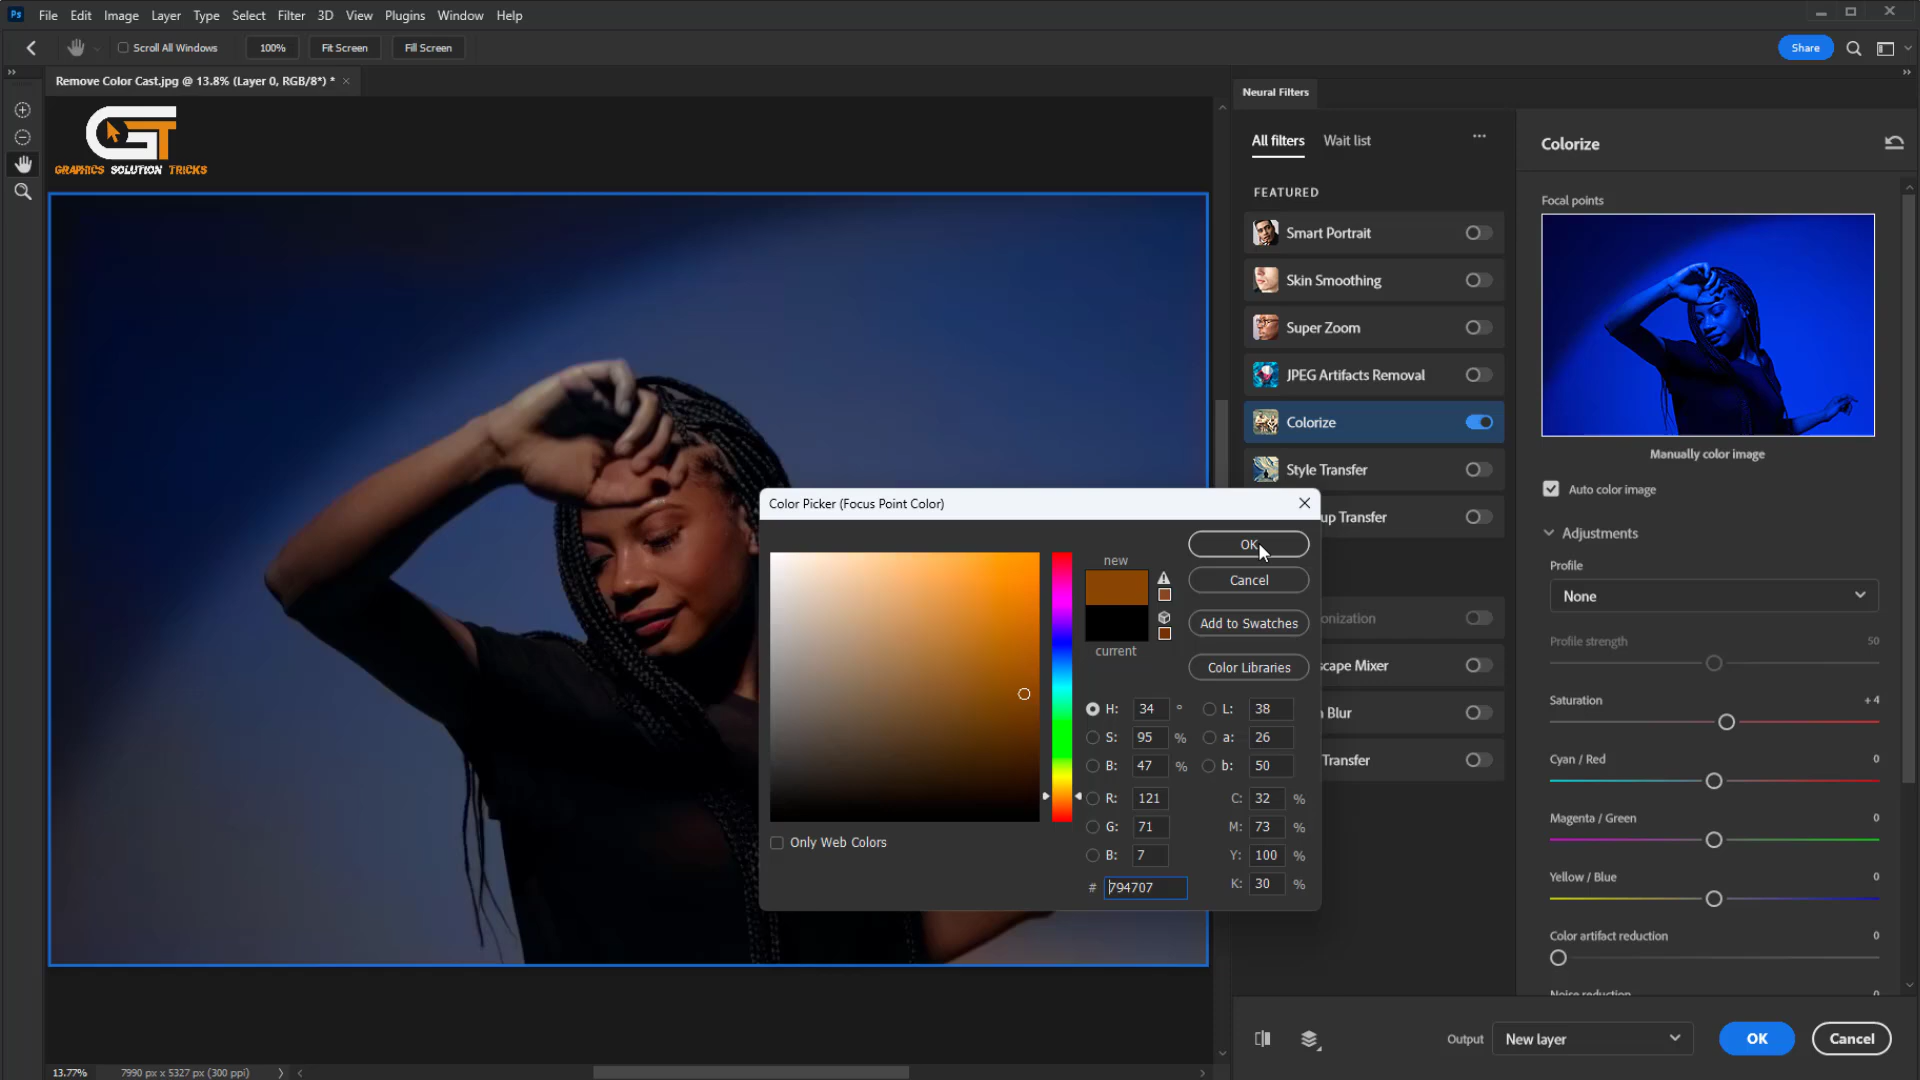 Ps File Edit Image Layer Type Select Filter 3D View Plugins Window Help
Scroll All Windows 100% Fit Screen Fill Screen Share
Remove Color Cast.jpg @ 13.8% (Layer 0, RGB/8*) * ×
GT
GRAPHICS SOLUTION TRICKS
Neural Filters
All filters Wait list
FEATURED
Smart Portrait
Skin Smoothing
Super Zoom
JPEG Artifacts Removal
Colorize
Style Transfer
up Transfer
onization
scape Mixer
Blur
Transfer
Color Picker (Focus Point Color)
new
current
OK
Cancel
Add to Swatches
Color Libraries
H: 34 ° L: 38
S: 95 % a: 26
B: 47 % b: 50
R: 121 C: 32 %
G: 71 M: 73 %
B: 7 Y: 100 %
# 794707 K: 30 %
Only Web Colors
Colorize
Focal points
Manually color image
Auto color image
Adjustments
Profile
None
Profile strength 50
Saturation +4
Cyan / Red 0
Magenta / Green 0
Yellow / Blue 0
Color artifact reduction 0
Noise reduction 0
Output New layer OK Cancel
13.77% 7990 px x 5327 px (300 ppi)